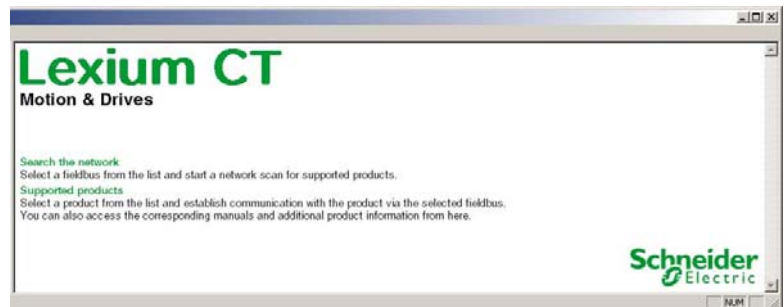 Lexium CT
Motion & Drives
Search the network
Select a fieldbus from the list and start a network scan for supported products.
Supported products
Select a product from the list and establish communication with the product via the selected fieldbus.
You can also access the corresponding manuals and additional product information from here.
Schneider
Electric
NUM